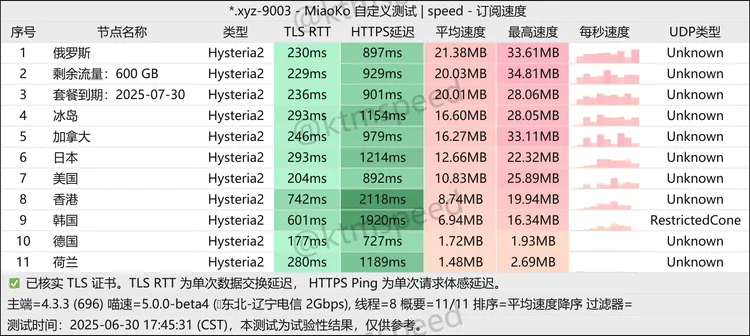 *.xyz-9003 - MiaoKo 自定义测试 | speed - 订阅速度
序号 节点名称 类型 TLS RTT HTTPS延迟 平均速度 最高速度 每秒速度 UDP类型
1 俄罗斯 Hysteria2 230ms 897ms 21.38MB 33.61MB Unknown
2 剩余流量：600 GB Hysteria2 229ms 929ms 20.03MB 34.81MB Unknown
3 套餐到期：2025-07-30 Hysteria2 236ms 901ms 20.01MB 28.06MB Unknown
4 冰岛 Hysteria2 293ms 1154ms 16.60MB 28.05MB Unknown
5 加拿大 Hysteria2 246ms 979ms 16.27MB 33.11MB Unknown
6 日本 Hysteria2 293ms 1214ms 12.66MB 22.32MB Unknown
7 美国 Hysteria2 204ms 892ms 10.83MB 25.89MB Unknown
8 香港 Hysteria2 742ms 2118ms 8.74MB 19.94MB Unknown
9 韩国 Hysteria2 601ms 1920ms 6.94MB 16.34MB RestrictedCone
10 德国 Hysteria2 177ms 727ms 1.72MB 1.93MB Unknown
11 荷兰 Hysteria2 280ms 1189ms 1.48MB 2.69MB Unknown
✅ 已核实 TLS 证书。TLS RTT 为单次数据交换延迟， HTTPS Ping 为单次请求体感延迟。
主端=4.3.3 (696) 喵速=5.0.0-beta4 (东北-辽宁电信 2Gbps), 线程=8 概要=11/11 排序=平均速度降序 过滤器=
测试时间：2025-06-30 17:45:31 (CST)，本测试为试验性结果，仅供参考。
@ktmspeed
@ktmspeed
@ktmspeed